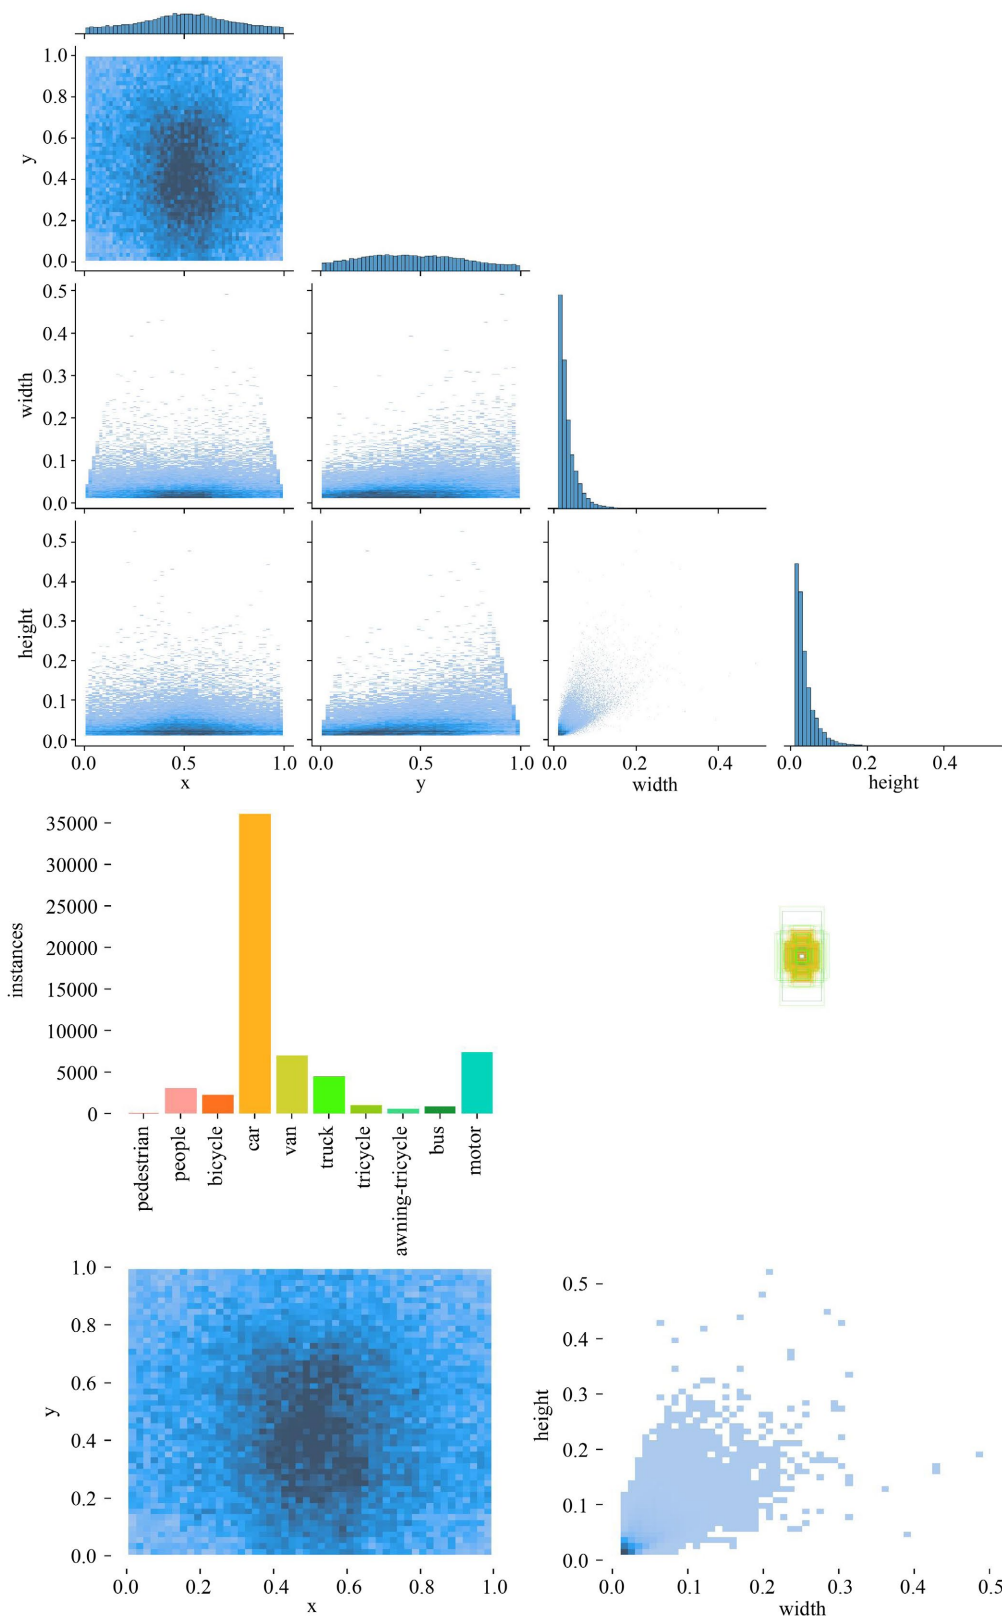 1.0
0.8
0.6
0.4
0.2
0.0
y
0.5
0.4
0.3
0.2
0.1
0.0
width
0.5
0.4
0.3
0.2
0.1
0.0
height
0.0 0.5 1.0
x
0.0 0.5 1.0
y
0.0 0.2 0.4
width
0.0 0.2 0.4
height
35000
30000
25000
20000
15000
10000
5000
0
instances
pedestrian
people
bicycle
car
van
truck
tricycle
awning-tricycle
bus
motor
1.0
0.8
0.6
0.4
0.2
0.0
y
0.0 0.2 0.4 0.6 0.8 1.0
x
0.5
0.4
0.3
0.2
0.1
0.0
height
0.0 0.1 0.2 0.3 0.4 0.5
width